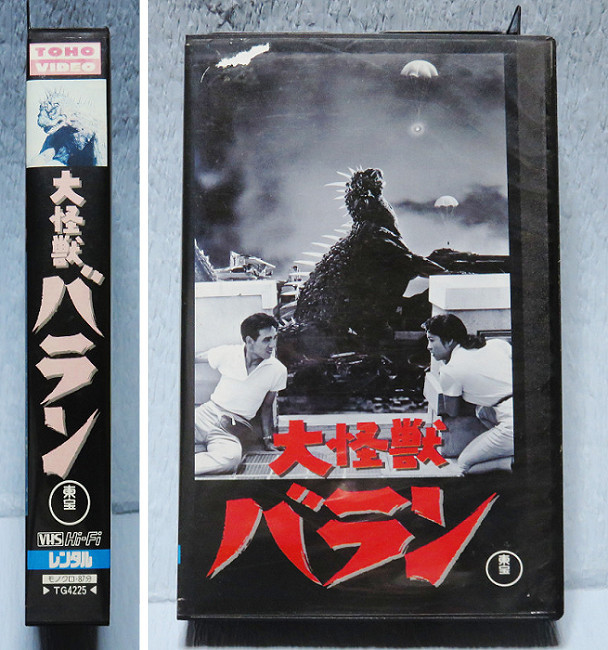 TOHO
VIDEO
大怪獣
バラン
東宝
VHS Hi-Fi
レンタル
モノクロ・87分
▶ TG4225 ◀
大怪獣
バラン
東宝